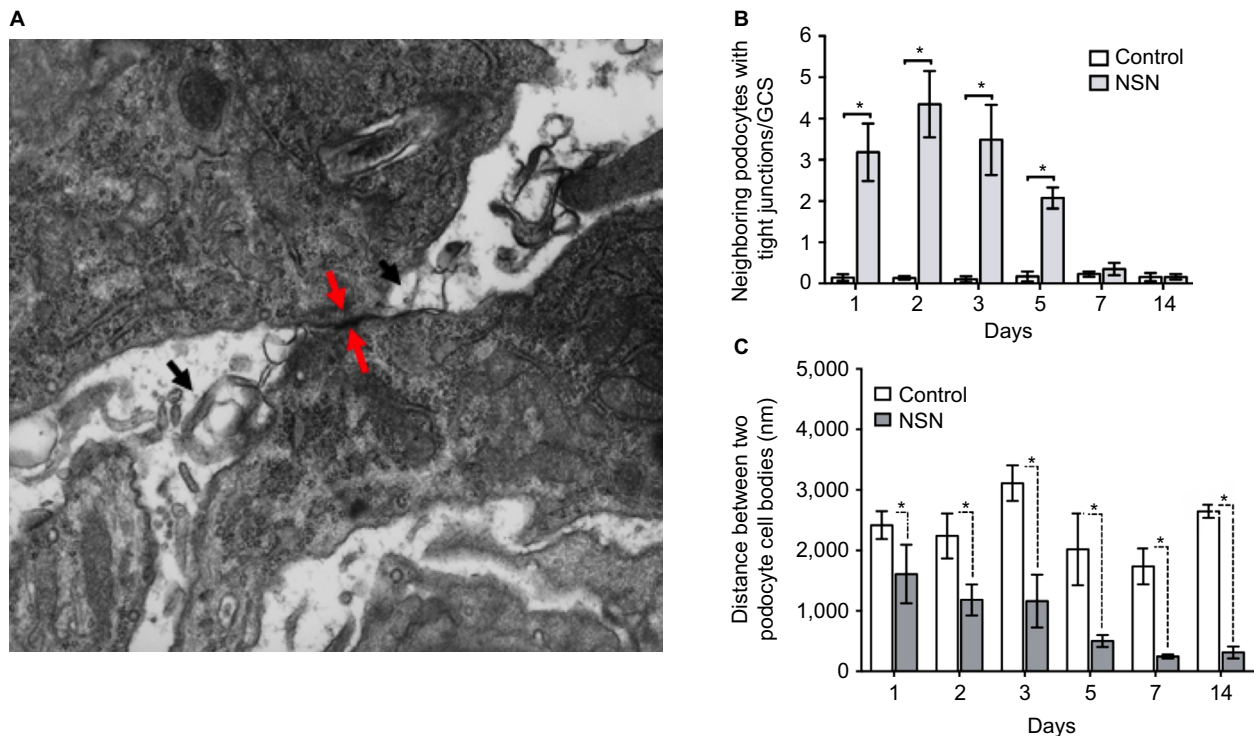 A
B
Neighboring podocytes with
tight junctions/GCS
6
5
4
3
2
1
0
* * * *
Control
NSN
1 2 3 5 7 14
Days
C
Distance between two
podocyte cell bodies (nm)
5,000
4,000
3,000
2,000
1,000
0
Control
NSN
* * * * * *
1 2 3 5 7 14
Days